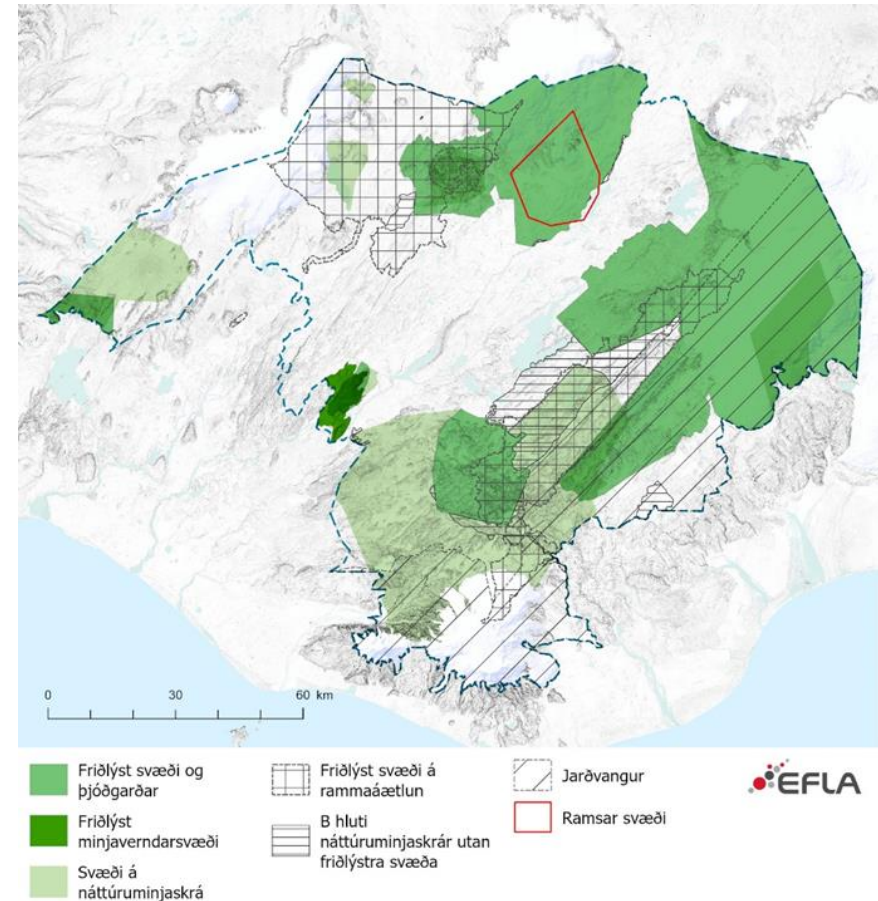 0 30 60 km
Friðlýst svæði og
þjóðgarðar
Friðlýst
minjaverndarsvæði
Svæði á
náttúruminjaskrá
Friðlýst svæði á
rammaáætlun
B hluti
náttúruminjaskrár utan
friðlýstra svæða
Jarðvangur
Ramsar svæði
EFLA